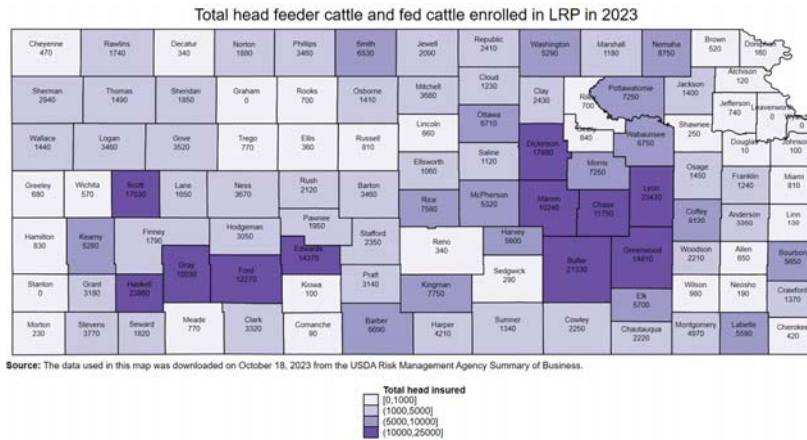 Total head feeder cattle and fed cattle enrolled in LRP in 2023
Cheyenne 470
Rawlins 1740
Decatur 340
Norton 1880
Phillips 3460
Smith 6530
Jewell 2090
Republic 2410
Washington 5290
Marshall 1180
Nemaha 8750
Brown 520
Doniphan 160
Sherman 2940
Thomas 1490
Sheridan 1850
Graham 0
Rooks 700
Osborne 1410
Mitchell 3680
Cloud 1230
Clay 2430
Riley 700
Pottawatomie 7250
Jackson 1400
Atchison 120
Jefferson 740
Leavenworth 0
Wallace 1440
Logan 3460
Gove 3520
Trego 770
Ellis 360
Russell 810
Lincoln 660
Ottawa 6710
Saline 1120
Dickinson
Geary 640
Wabaunsee 6750
Shawnee 250
Douglas 10
Johnson 100
Greeley 680
Wichita 570
Scott 17030
Lane 1650
Ness 3670
Rush 2120
Barton 3460
Ellsworth 1060
Rice 7580
McPherson 5320
Marion 10240
Morris 7250
Chase 11750
Lyon 23430
Osage 1450
Franklin 1240
Miami 810
Hamilton 830
Kearny 5280
Finney 1790
Hodgeman 3050
Pawnee 1950
Edwards 14370
Stafford 2350
Reno 340
Harvey 5600
Butler 21330
Greenwood 14610
Coffey 6120
Anderson 3360
Linn 130
Stanton 0
Grant 3180
Haskell 23860
Gray 10030
Ford 12270
Kiowa 100
Pratt 3140
Kingman 7750
Sedgwick 290
Elk 5700
Woodson 2210
Allen 650
Bourbon 5650
Wilson 980
Neosho 190
Crawford 1370
Morton 230
Stevens 3770
Seward 1820
Meade 770
Clark 3320
Comanche 90
Barber 6690
Harper 4210
Sumner 1340
Cowley 2250
Chautauqua 2220
Montgomery 4970
Labette 5590
Cherokee 420
Source: The data used in this map was downloaded on October 18, 2023 from the USDA Risk Management Agency Summary of Business.
Total head insured
[0,1000]
(1000,5000]
(5000,10000]
(10000,25000]